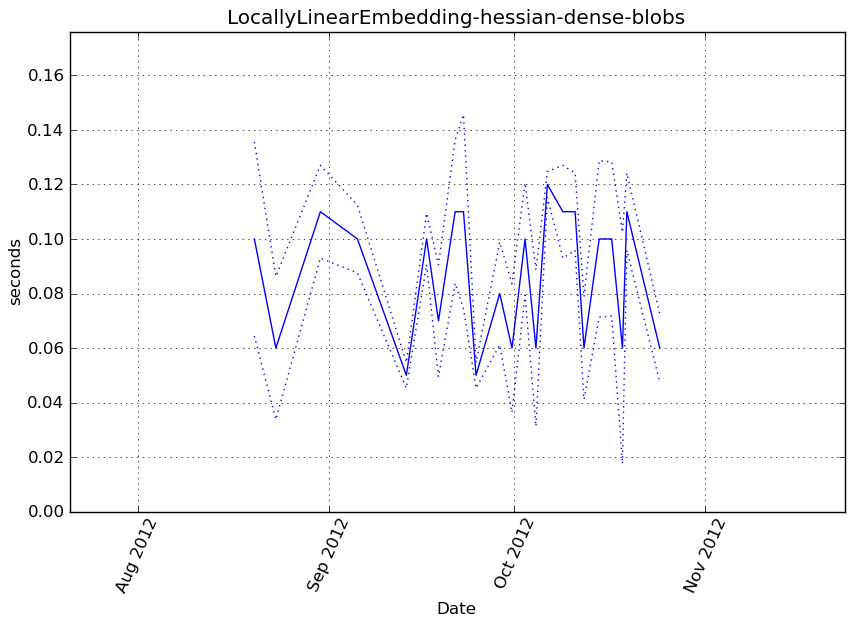 LocallyLinearEmbedding-hessian-dense-blobs
0.16
0.14
0.12
0.10
0.08
0.06
0.04
0.02
0.00
seconds
Aug 2012
Sep 2012
Oct 2012
Nov 2012
Date